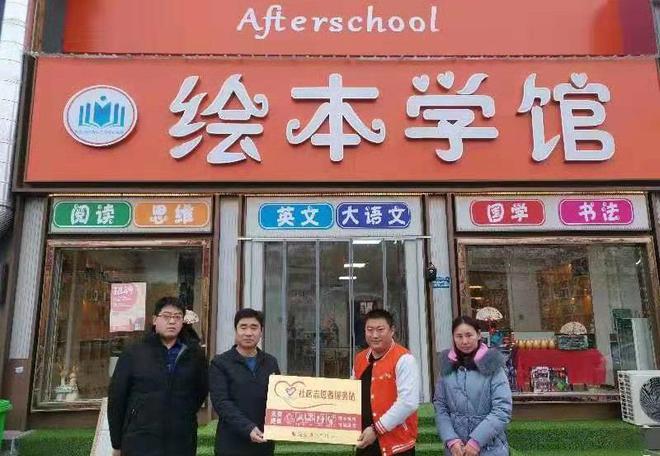 Afterschool
绘本学馆
阅读 思维 英文 大语文 国学 书法
社区志愿者服务站